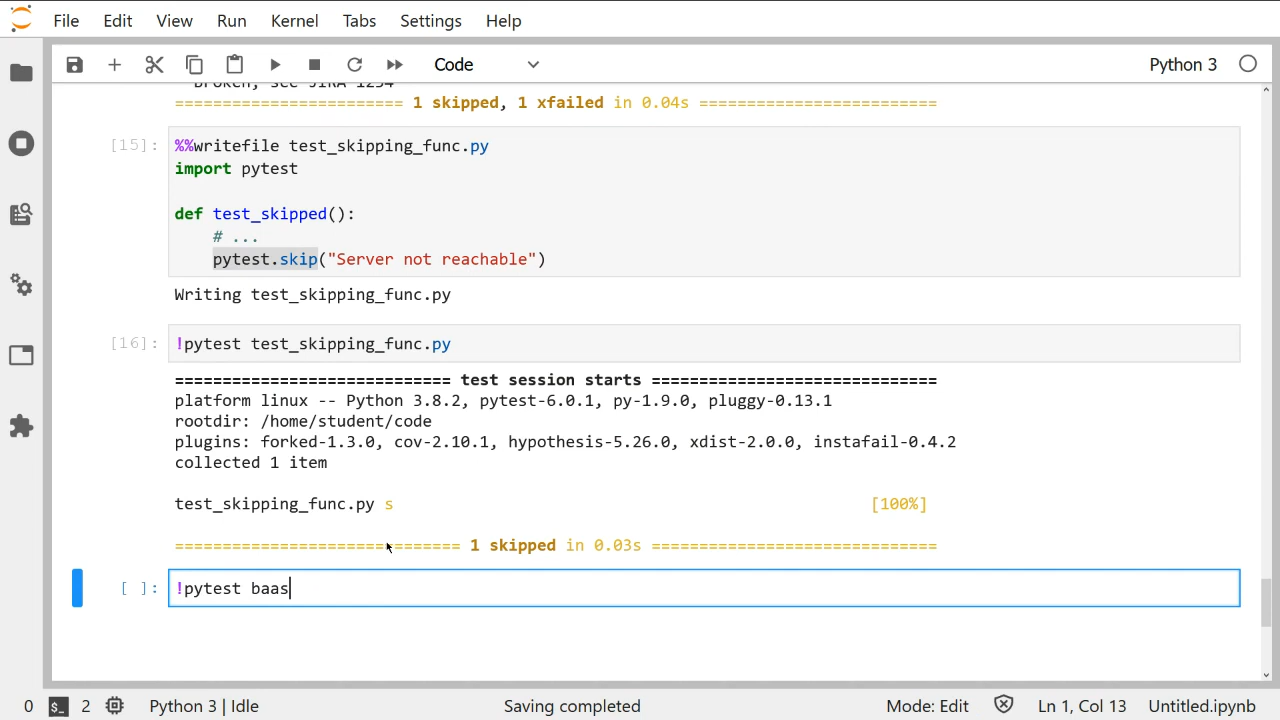 File Edit View Run Kernel Tabs Settings Help
Code Python 3
Broken, see JIRA 1234
======================== 1 skipped, 1 xfailed in 0.04s =========================
[15]: %%writefile test_skipping_func.py
import pytest
def test_skipped():
# ...
pytest.skip("Server not reachable")
Writing test_skipping_func.py
[16]: !pytest test_skipping_func.py
============================= test session starts ==============================
platform linux -- Python 3.8.2, pytest-6.0.1, py-1.9.0, pluggy-0.13.1
rootdir: /home/student/code
plugins: forked-1.3.0, cov-2.10.1, hypothesis-5.26.0, xdist-2.0.0, instafail-0.4.2
collected 1 item
test_skipping_func.py s [100%]
============================== 1 skipped in 0.03s ==============================
[ ]: !pytest baas
0 $_ 2 Python 3 | Idle Saving completed Mode: Edit Ln 1, Col 13 Untitled.ipynb